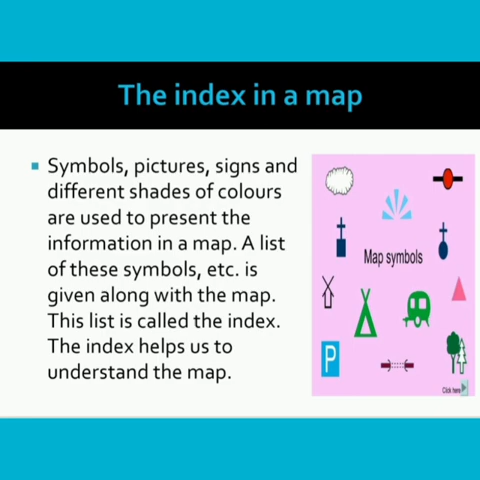 The index in a map
Symbols, pictures, signs and
different shades of colours
are used to present the
information in a map. A list
of these symbols, etc. is
given along with the map.
This list is called the index.
The index helps us to
understand the map.
Map symbols
P
Click here